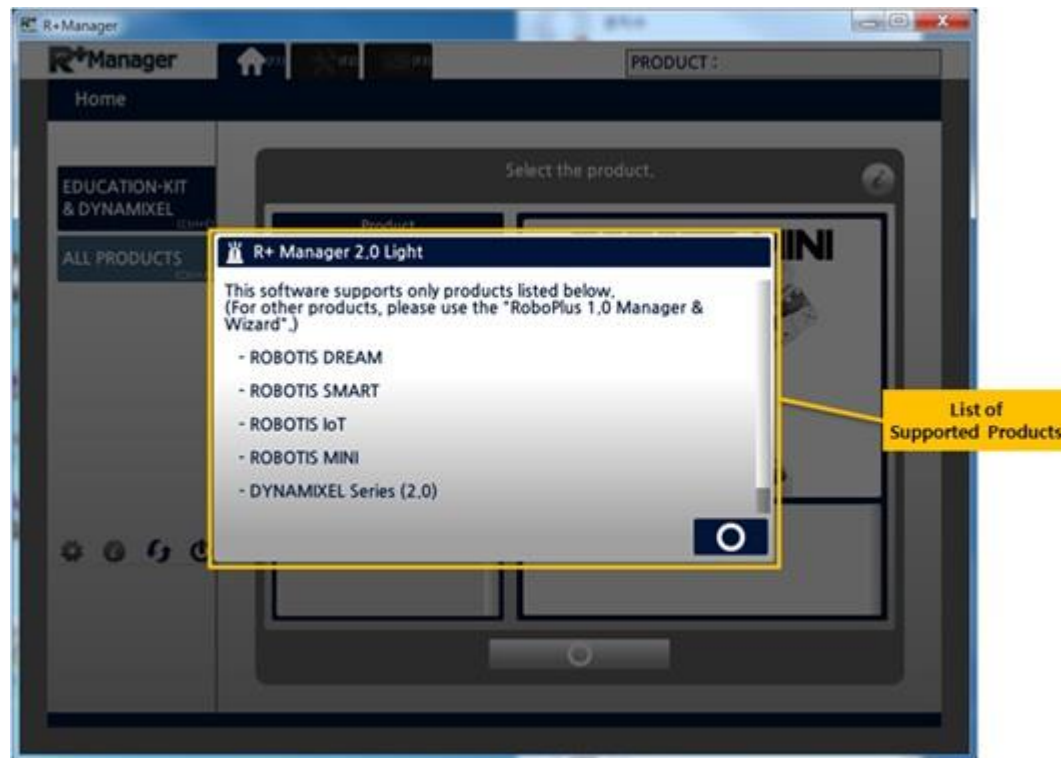 R+Manager
R+Manager
PRODUCT :
Home
Select the product.
EDUCATION-KIT
& DYNAMIXEL
Product
ALL PRODUCTS
INI
R+ Manager 2.0 Light
This software supports only products listed below.
(For other products, please use the "RoboPlus 1.0 Manager &
Wizard".)
- ROBOTIS DREAM
- ROBOTIS SMART
- ROBOTIS IoT
- ROBOTIS MINI
- DYNAMIXEL Series (2.0)
List of
Supported Products